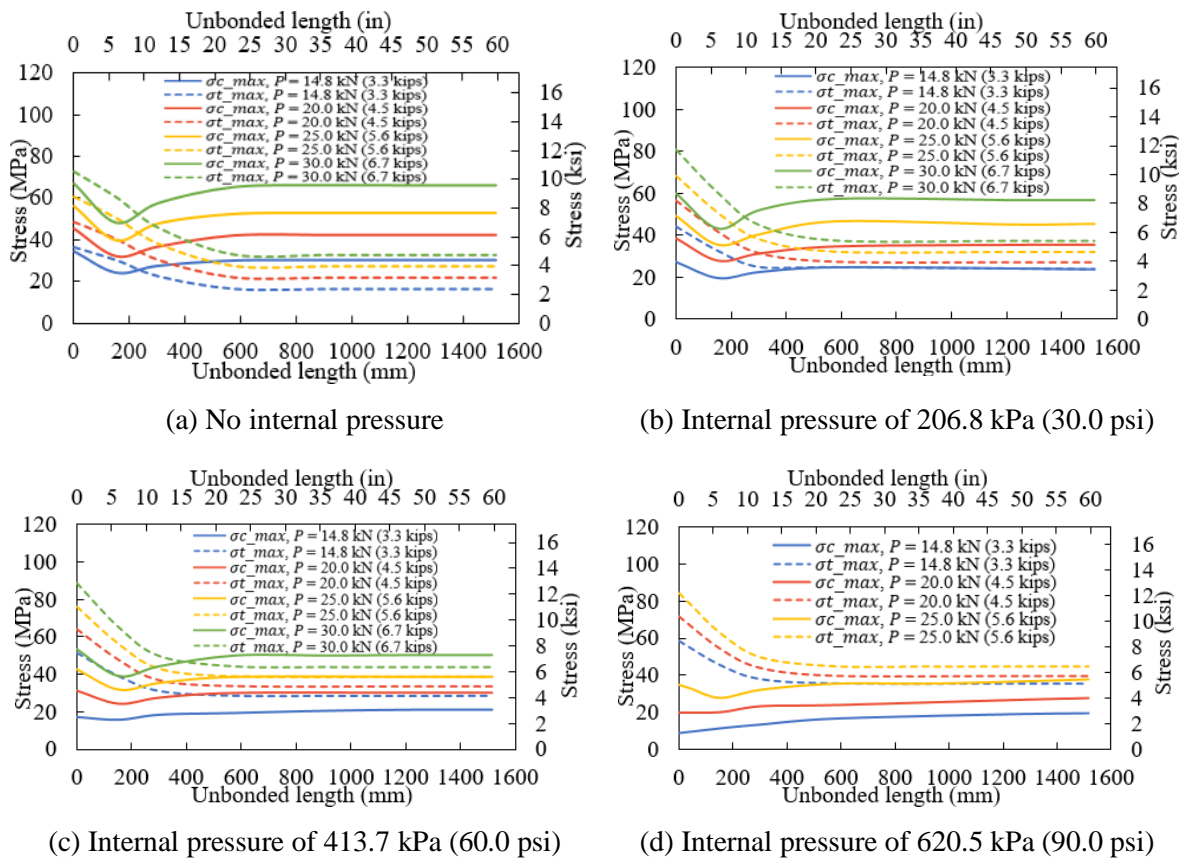 Unbonded length (in)
0 5 10 15 20 25 30 35 40 45 50 55 60
120
100
80
60
40
20
0
Stress (MPa)
σc_max, P = 14.8 kN (3.3 kips)
σt_max, P = 14.8 kN (3.3 kips)
σc_max, P = 20.0 kN (4.5 kips)
σt_max, P = 20.0 kN (4.5 kips)
σc_max, P = 25.0 kN (5.6 kips)
σt_max, P = 25.0 kN (5.6 kips)
σc_max, P = 30.0 kN (6.7 kips)
σt_max, P = 30.0 kN (6.7 kips)
16
14
12
10
8
6
4
2
0
Stress (ksi)
0 200 400 600 800 1000 1200 1400 1600
Unbonded length (mm)
(a) No internal pressure
Unbonded length (in)
0 5 10 15 20 25 30 35 40 45 50 55 60
120
100
80
60
40
20
0
Stress (MPa)
σc_max, P = 14.8 kN (3.3 kips)
σt_max, P = 14.8 kN (3.3 kips)
σc_max, P = 20.0 kN (4.5 kips)
σt_max, P = 20.0 kN (4.5 kips)
σc_max, P = 25.0 kN (5.6 kips)
σt_max, P = 25.0 kN (5.6 kips)
σc_max, P = 30.0 kN (6.7 kips)
σt_max, P = 30.0 kN (6.7 kips)
16
14
12
10
8
6
4
2
0
Stress (ksi)
0 200 400 600 800 1000 1200 1400 1600
Unbonded length (mm)
(b) Internal pressure of 206.8 kPa (30.0 psi)
Unbonded length (in)
0 5 10 15 20 25 30 35 40 45 50 55 60
120
100
80
60
40
20
0
Stress (MPa)
σc_max, P = 14.8 kN (3.3 kips)
σt_max, P = 14.8 kN (3.3 kips)
σc_max, P = 20.0 kN (4.5 kips)
σt_max, P = 20.0 kN (4.5 kips)
σc_max, P = 25.0 kN (5.6 kips)
σt_max, P = 25.0 kN (5.6 kips)
σc_max, P = 30.0 kN (6.7 kips)
σt_max, P = 30.0 kN (6.7 kips)
16
14
12
10
8
6
4
2
0
Stress (ksi)
0 200 400 600 800 1000 1200 1400 1600
Unbonded length (mm)
(c) Internal pressure of 413.7 kPa (60.0 psi)
Unbonded length (in)
0 5 10 15 20 25 30 35 40 45 50 55 60
120
100
80
60
40
20
0
Stress (MPa)
σc_max, P = 14.8 kN (3.3 kips)
σt_max, P = 14.8 kN (3.3 kips)
σc_max, P = 20.0 kN (4.5 kips)
σt_max, P = 20.0 kN (4.5 kips)
σc_max, P = 25.0 kN (5.6 kips)
σt_max, P = 25.0 kN (5.6 kips)
16
14
12
10
8
6
4
2
0
Stress (ksi)
0 200 400 600 800 1000 1200 1400 1600
Unbonded length (mm)
(d) Internal pressure of 620.5 kPa (90.0 psi)